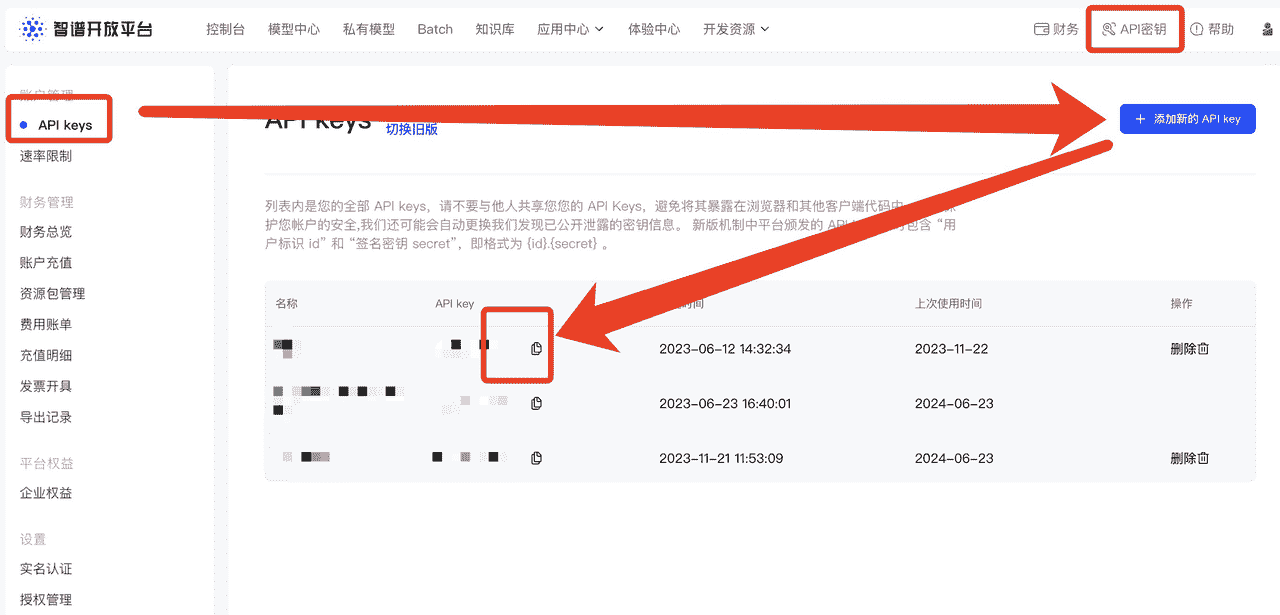 智谱开放平台 控制台 模型中心 私有模型 Batch 知识库 应用中心 体验中心 开发资源 财务 API密钥 帮助
账户管理
API keys
速率限制
财务管理
财务总览
账户充值
资源包管理
费用账单
充值明细
发票开具
导出记录
平台权益
企业权益
设置
实名认证
授权管理
API keys 切换旧版
+ 添加新的 API key
列表内是您的全部 API keys，请不要与他人共享您您的 API Keys，避免将其暴露在浏览器和其他客户端代码中
护您帐户的安全,我们还可能会自动更换我们发现已公开泄露的密钥信息。 新版机制中平台颁发的 API 包含 “用
户标识 id” 和 “签名密钥 secret”，即格式为 {id}.{secret} 。
名称 API key 时间 上次使用时间 操作
2023-06-12 14:32:34 2023-11-22 删除
2023-06-23 16:40:01 2024-06-23
2023-11-21 11:53:09 2024-06-23 删除